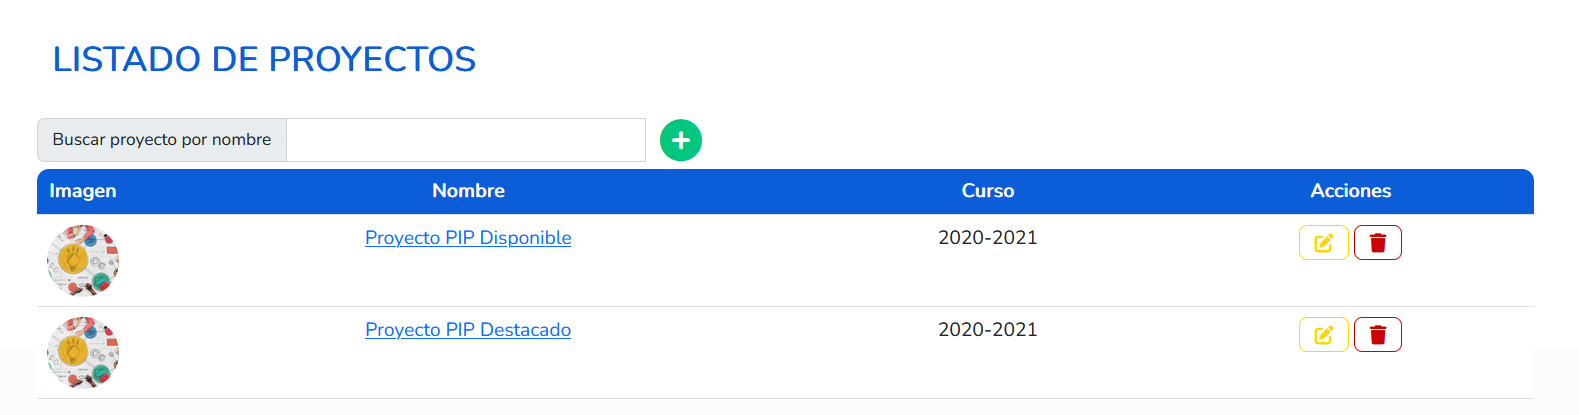 LISTADO DE PROYECTOS
Buscar proyecto por nombre
Imagen Nombre Curso Acciones
Proyecto PIP Disponible 2020-2021
Proyecto PIP Destacado 2020-2021